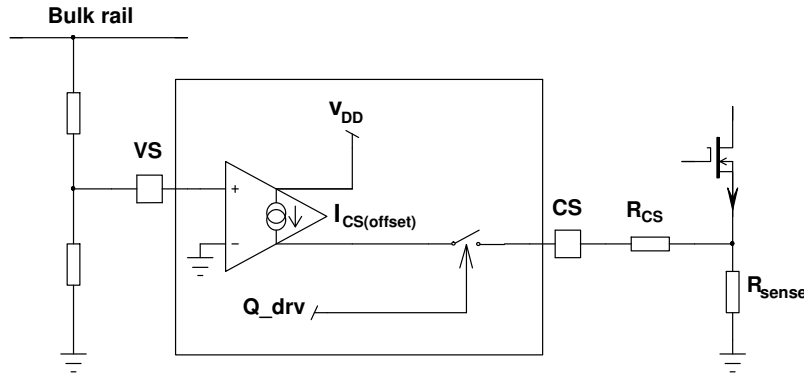 Bulk rail
VDD
VS
+
ICS(offset)
CS
RCS
−
Q_drv
Rsense